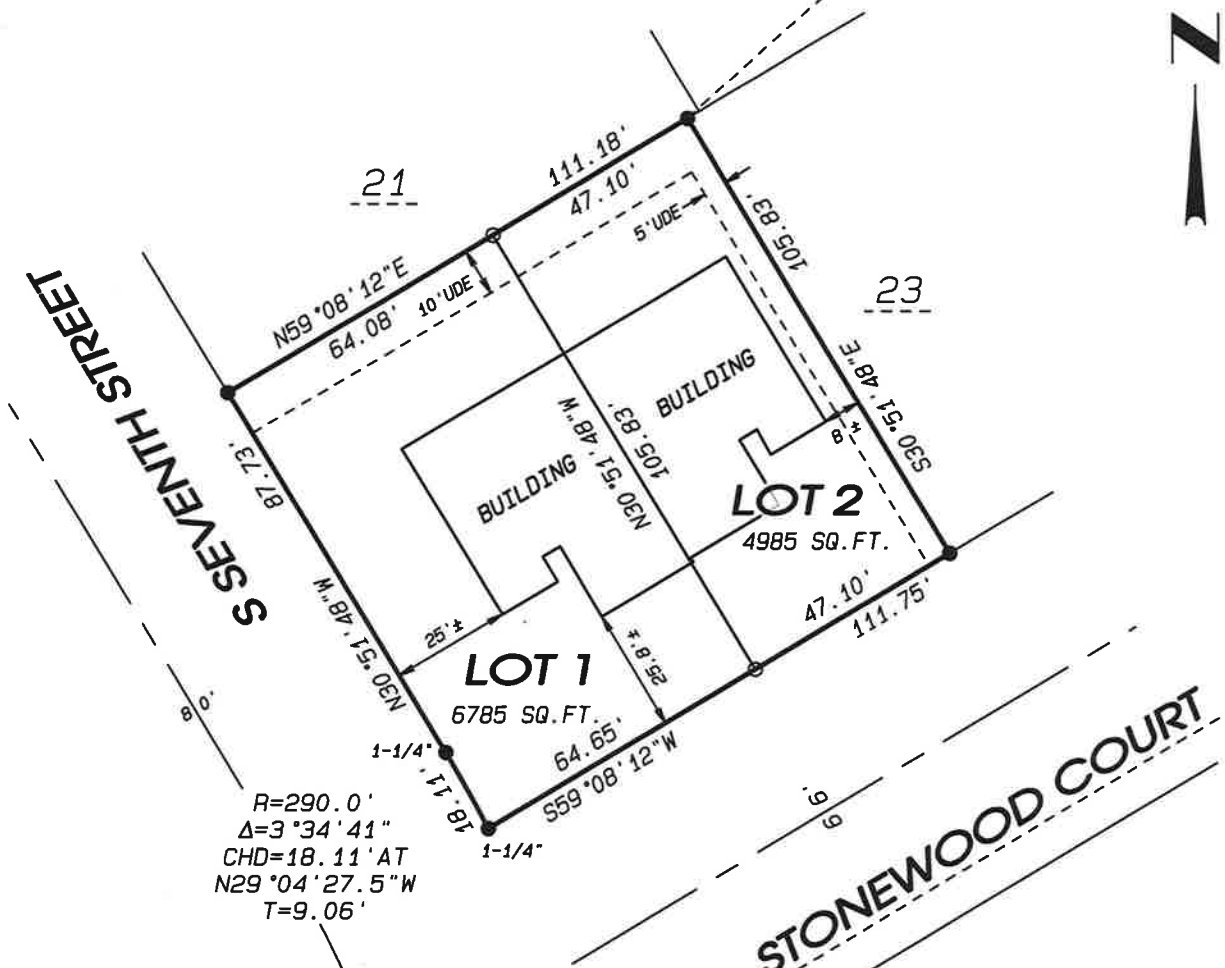 N
111.18'
47.10'
21
5'UDE
105.83'
N59°08'12"E
64.08'
10'UDE
23
S SEVENTH STREET
BUILDING
BUILDING
N30°51'48"W
105.83'
S30°51'48"E
8'±
87.73'
LOT 2
4985 SQ.FT.
N30°51'48"W
25'±
25.8'±
47.10'
111.75'
LOT 1
6785 SQ.FT.
80'
1-1/4"
64.65'
S59°08'12"W
18.11'
1-1/4"
66'
R=290.0'
Δ=3°34'41"
CHD=18.11'AT
N29°04'27.5"W
T=9.06'
STONEWOOD COURT